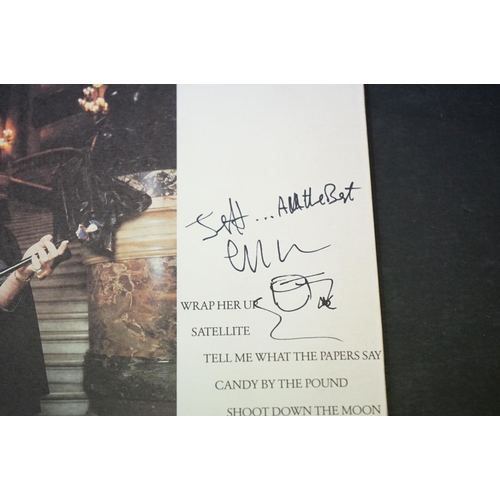 Jeff... All the Best
WRAP HER UP
SATELLITE
TELL ME WHAT THE PAPERS SAY
CANDY BY THE POUND
SHOOT DOWN THE MOON